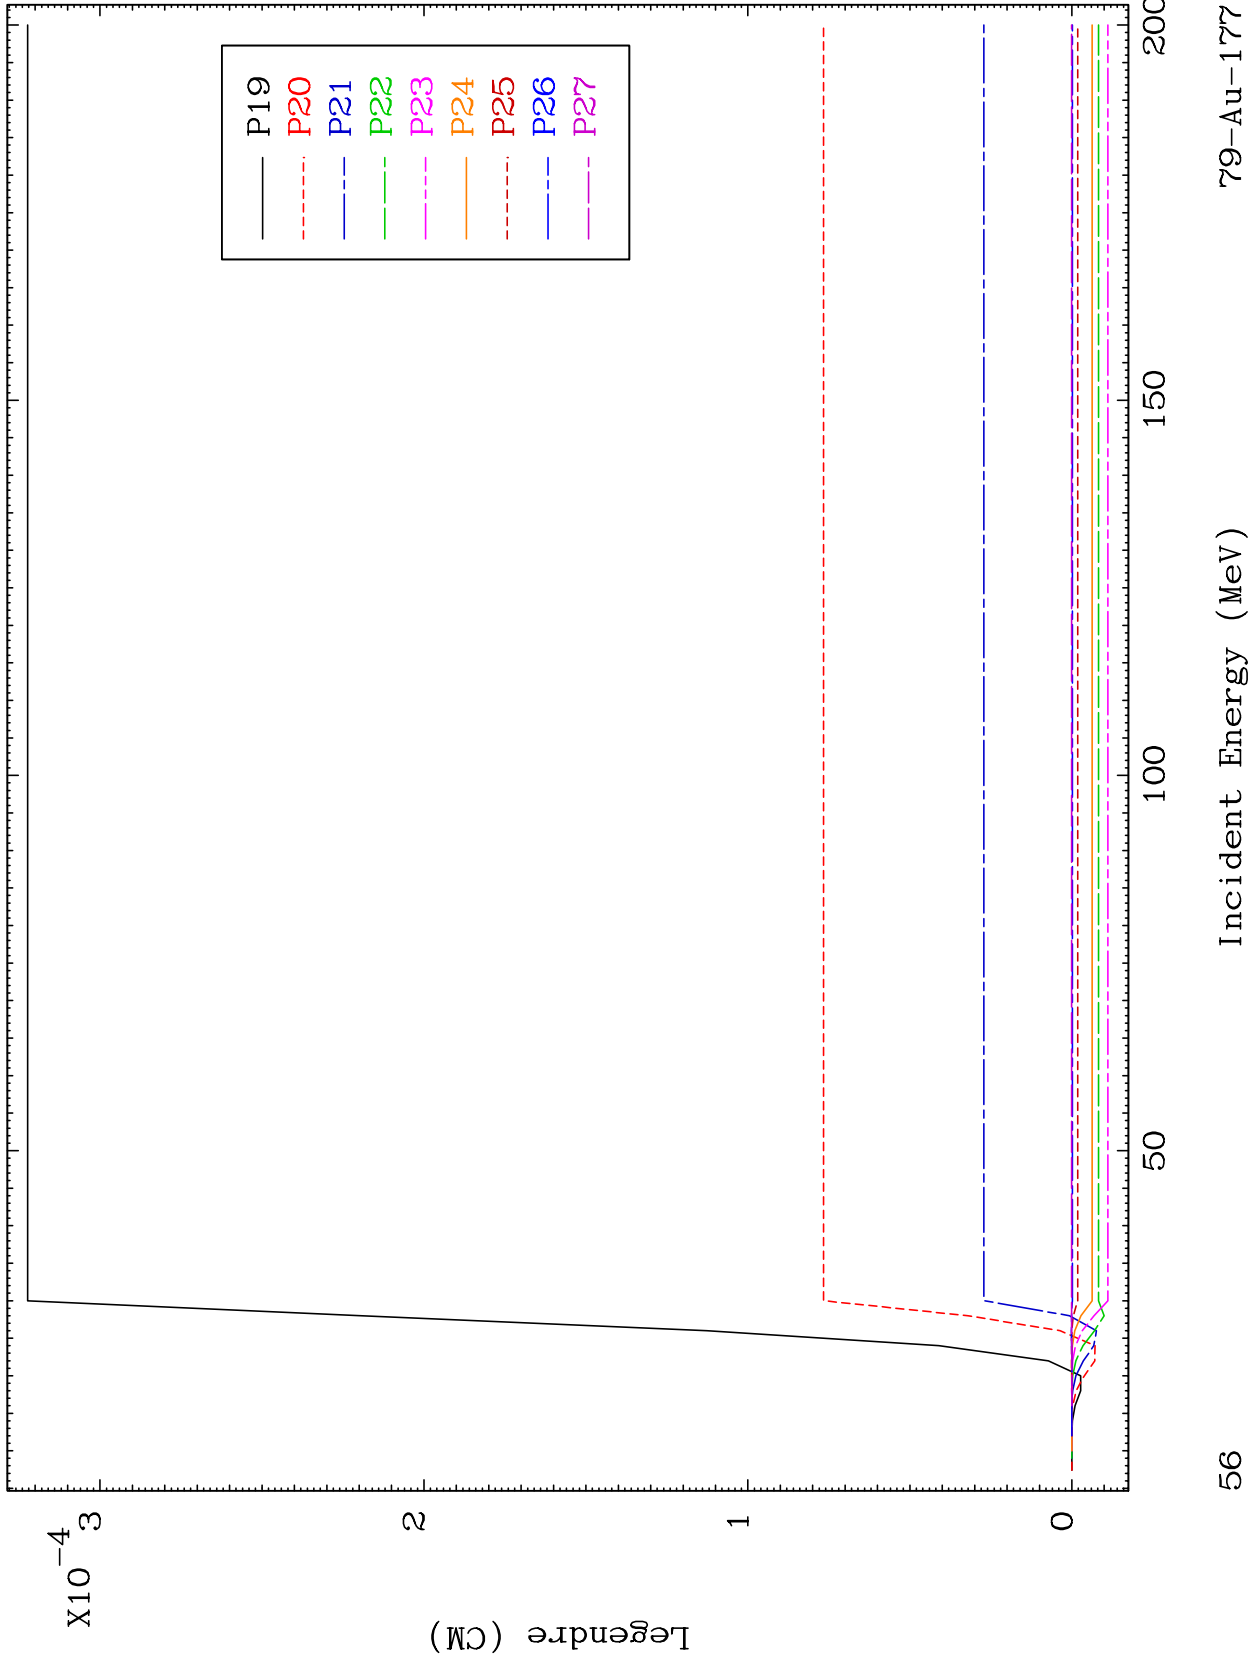 X10-4
3
2
1
0
Legendre (CM)
P19
P20
P21
P22
P23
P24
P25
P26
P27
50
100
150
200
Incident Energy (MeV)
56
79-Au-177